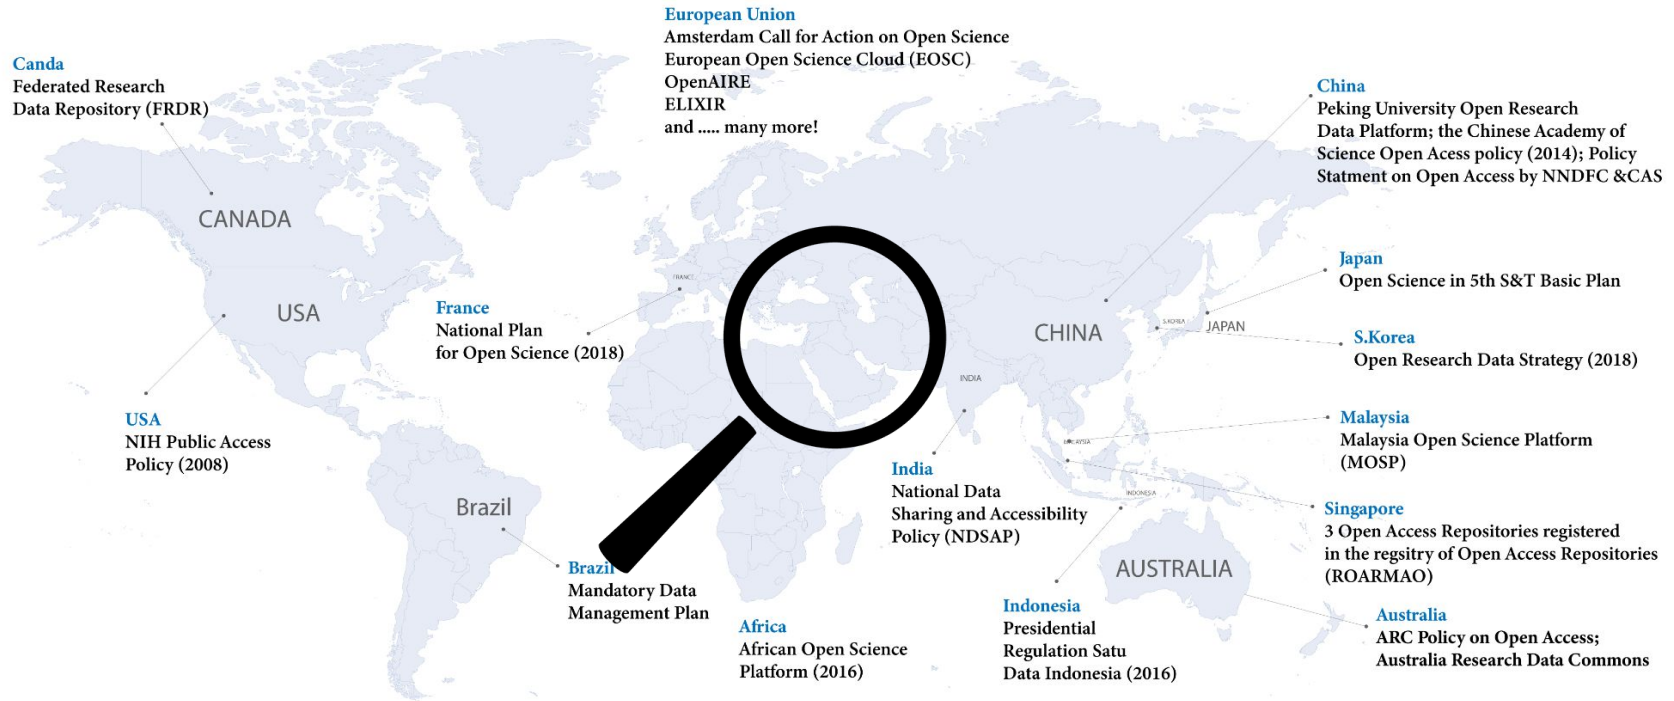 European Union
Amsterdam Call for Action on Open Science
European Open Science Cloud (EOSC)
OpenAIRE
ELIXIR
and ..... many more!
Canda
Federated Research
Data Repository (FRDR)
China
Peking University Open Research
Data Platform; the Chinese Academy of
Science Open Acess policy (2014); Policy
Statment on Open Access by NNDFC &CAS
CANADA
Japan
Open Science in 5th S&T Basic Plan
FRANCE
France
National Plan
for Open Science (2018)
USA
CHINA
S.KOREA
JAPAN
S.Korea
Open Research Data Strategy (2018)
INDIA
USA
NIH Public Access
Policy (2008)
Malaysia
Malaysia Open Science Platform
(MOSP)
MALAYSIA
India
National Data
Sharing and Accessibility
Policy (NDSAP)
INDONESIA
Singapore
3 Open Access Repositories registered
in the regsitry of Open Access Repositories
(ROARMAO)
Brazil
Brazil
Mandatory Data
Management Plan
AUSTRALIA
Africa
African Open Science
Platform (2016)
Indonesia
Presidential
Regulation Satu
Data Indonesia (2016)
Australia
ARC Policy on Open Access;
Australia Research Data Commons